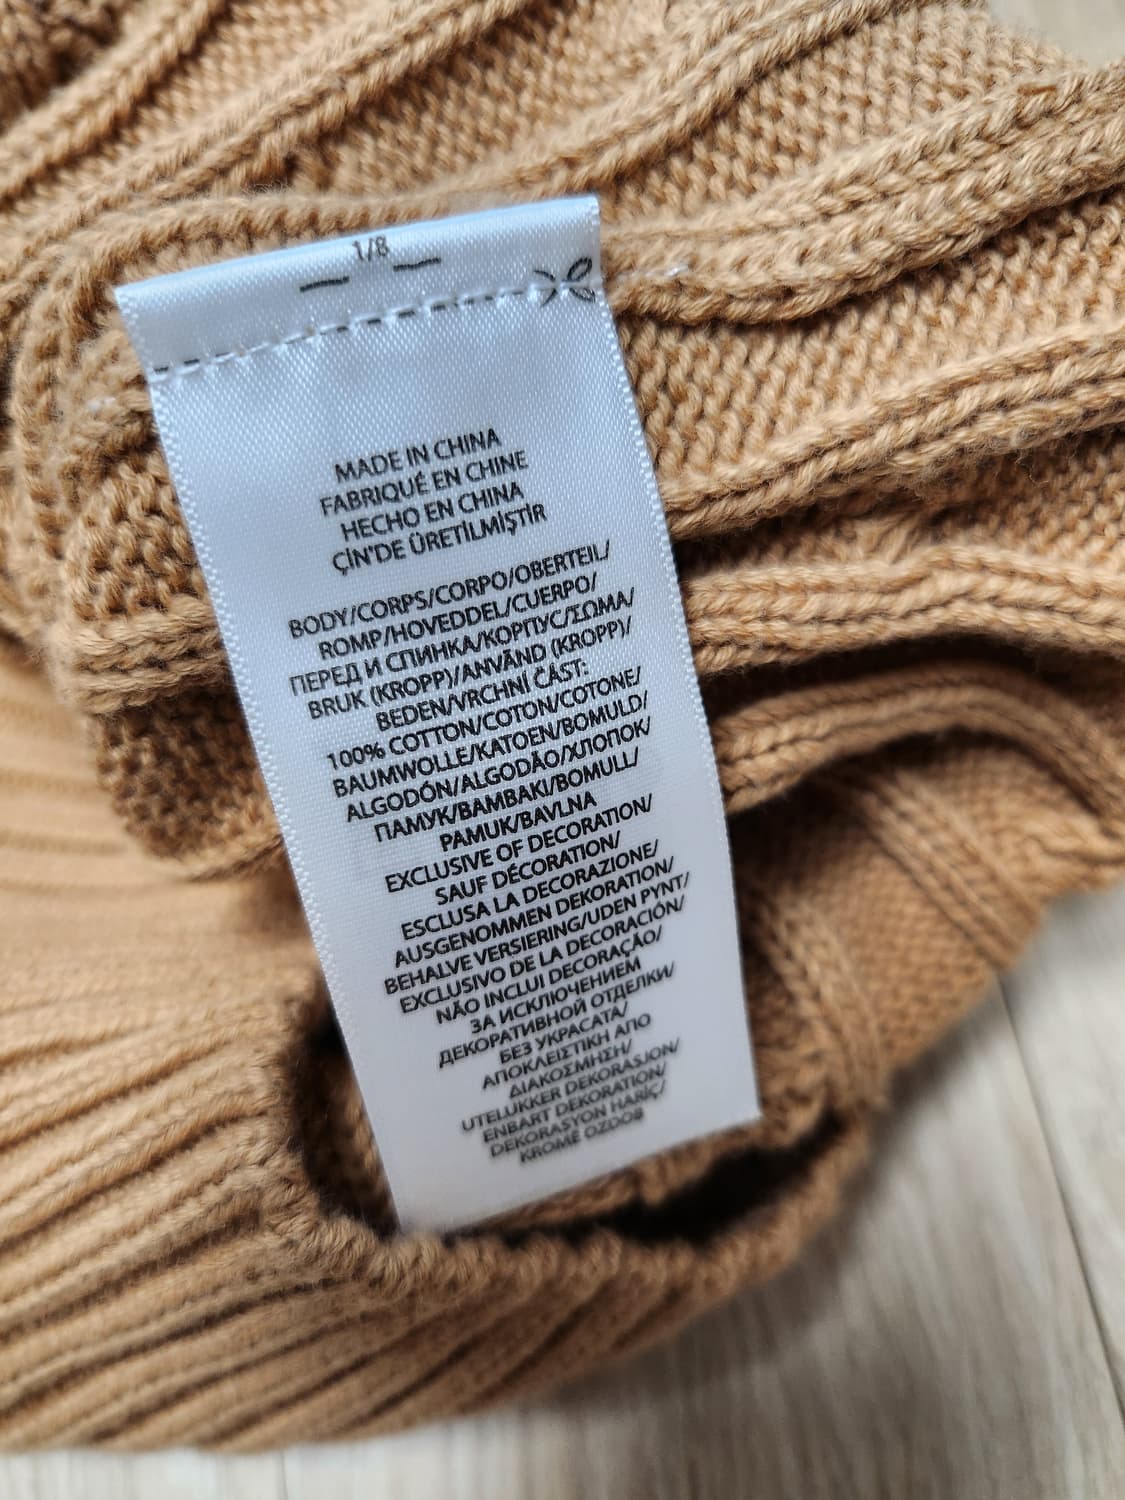 1/8
MADE IN CHINA
FABRIQUÉ EN CHINE
HECHO EN CHINA
ÇİN'DE ÜRETİLMİŞTİR
BODY/CORPS/CORPO/OBERTEIL/
ROMP/HOVEDDEL/CUERPO/
ПЕРЕД И СПИНКА/КОРПУС/ΣΩΜΑ/
BRUK (KROPP)/ANVÄND (KROPP)/
BEDEN/VRCHNÍ ČÁST:
100% COTTON/COTON/COTONE/
BAUMWOLLE/KATOEN/BOMULD/
ALGODÓN/ALGODÃO/ХЛОПОК/
ПАМУК/BAMBAKI/BOMULL/
PAMUK/BAVLNA
EXCLUSIVE OF DECORATION/
SAUF DÉCORATION/
ESCLUSA LA DECORAZIONE/
AUSGENOMMEN DEKORATION/
BEHALVE VERSIERING/UDEN PYNT/
EXCLUSIVO DE LA DECORACIÓN/
NÃO INCLUI DECORAÇÃO/
ЗА ИСКЛЮЧЕНИЕМ
ДЕКОРАТИВНОЙ ОТДЕЛКИ/
БЕЗ УКРАСАТА/
ΑΠΟΚΛΕΙΣΤΙΚΗ ΑΠΟ
ΔΙΑΚΟΣΜΗΣΗ/
UTELUKKER DEKORASJON/
ENBART DEKORATION/
DEKORASYON HARİÇ/
KROMĚ OZDOB